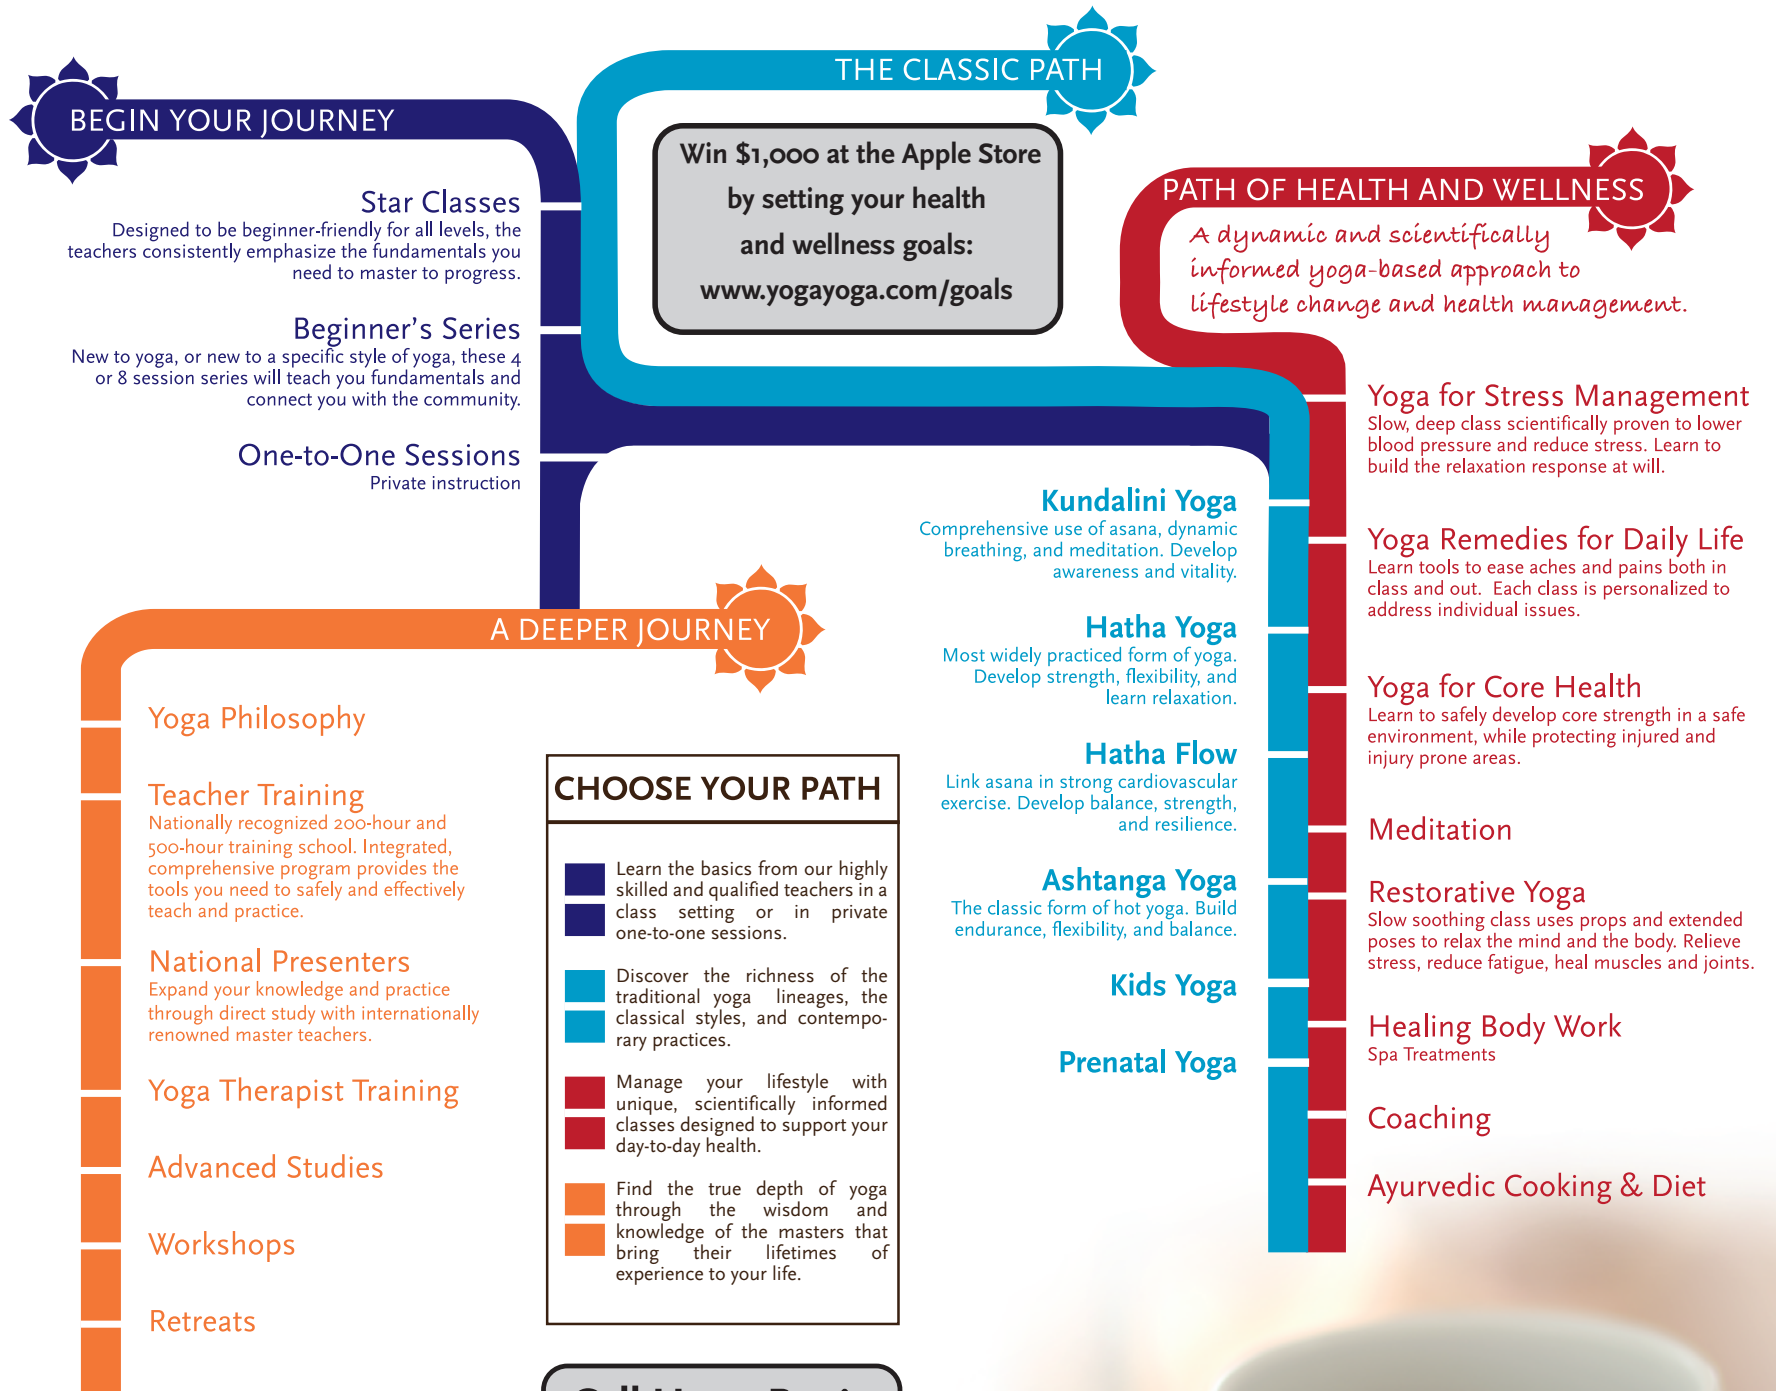 THE CLASSIC PATH
BEGIN YOUR JOURNEY
Win $1,000 at the Apple Store
by setting your health
and wellness goals:
www.yogayoga.com/goals
PATH OF HEALTH AND WELLNESS
A dynamic and scientifically
informed yoga-based approach to
lifestyle change and health management.
Star Classes
Designed to be beginner-friendly for all levels, the
teachers consistently emphasize the fundamentals you
need to master to progress.
Beginner's Series
New to yoga, or new to a specific style of yoga, these 4
or 8 session series will teach you fundamentals and
connect you with the community.
One-to-One Sessions
Private instruction
Yoga for Stress Management
Slow, deep class scientifically proven to lower
blood pressure and reduce stress. Learn to
build the relaxation response at will.
Yoga Remedies for Daily Life
Learn tools to ease aches and pains both in
class and out. Each class is personalized to
address individual issues.
Yoga for Core Health
Learn to safely develop core strength in a safe
environment, while protecting injured and
injury prone areas.
Meditation
Restorative Yoga
Slow soothing class uses props and extended
poses to relax the mind and the body. Relieve
stress, reduce fatigue, heal muscles and joints.
Healing Body Work
Spa Treatments
Coaching
Ayurvedic Cooking & Diet
Kundalini Yoga
Comprehensive use of asana, dynamic
breathing, and meditation. Develop
awareness and vitality.
Hatha Yoga
Most widely practiced form of yoga.
Develop strength, flexibility, and
learn relaxation.
Hatha Flow
Link asana in strong cardiovascular
exercise. Develop balance, strength,
and resilience.
Ashtanga Yoga
The classic form of hot yoga. Build
endurance, flexibility, and balance.
Kids Yoga
Prenatal Yoga
A DEEPER JOURNEY
Yoga Philosophy
Teacher Training
Nationally recognized 200-hour and
500-hour training school. Integrated,
comprehensive program provides the
tools you need to safely and effectively
teach and practice.
National Presenters
Expand your knowledge and practice
through direct study with internationally
renowned master teachers.
Yoga Therapist Training
Advanced Studies
Workshops
Retreats
CHOOSE YOUR PATH
Learn the basics from our highly
skilled and qualified teachers in a
class setting or in private
one-to-one sessions.
Discover the richness of the
traditional yoga lineages, the
classical styles, and contempo-
rary practices.
Manage your lifestyle with
unique, scientifically informed
classes designed to support your
day-to-day health.
Find the true depth of yoga
through the wisdom and
knowledge of the masters that
bring their lifetimes of
experience to your life.